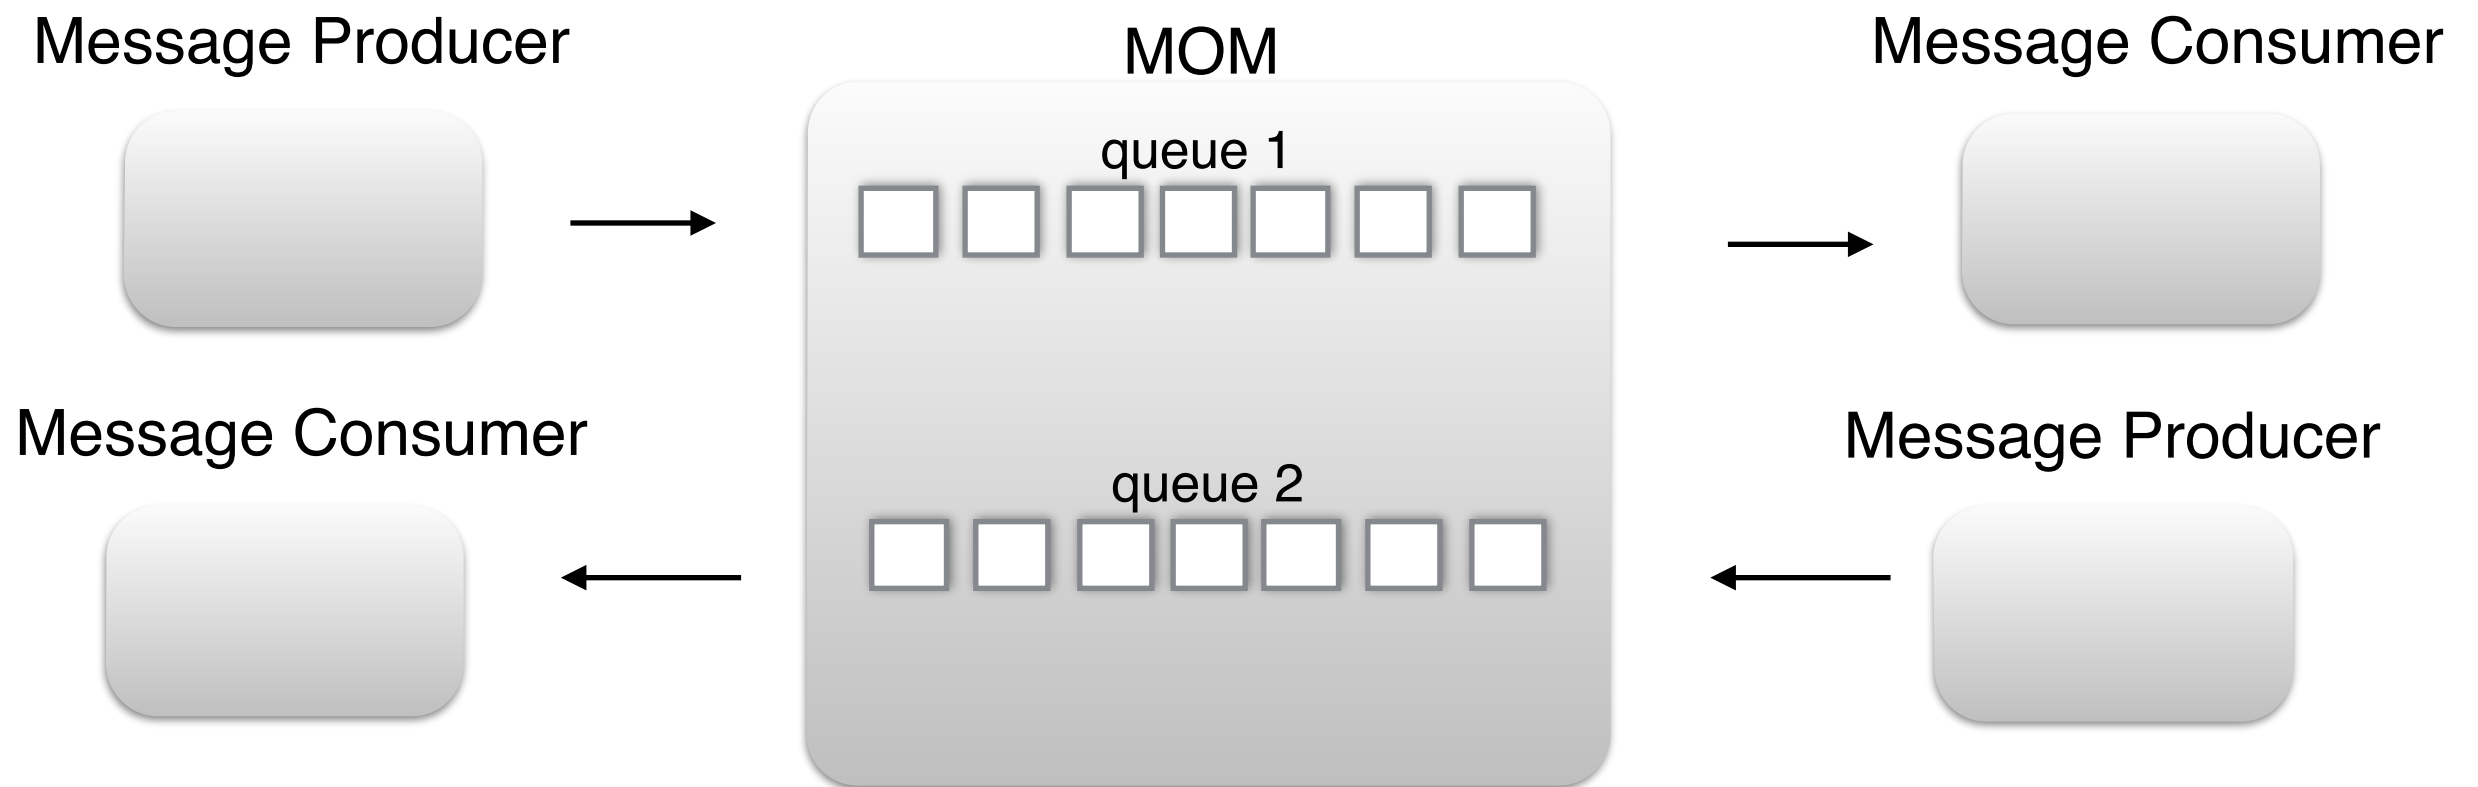 Message Producer
MOM
Message Consumer
queue 1
Message Consumer
Message Producer
queue 2